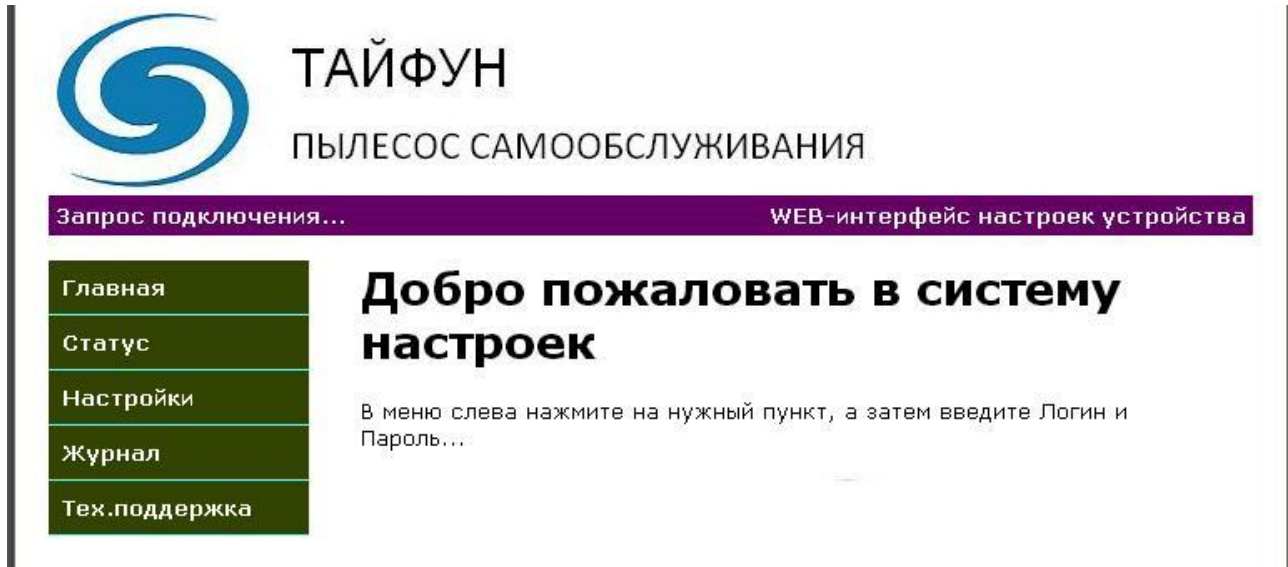 ТАЙФУН
ПЫЛЕСОС САМООБСЛУЖИВАНИЯ
Запрос подключения...
WEB-интерфейс настроек устройства
Главная
Статус
Настройки
Журнал
Тех.поддержка
Добро пожаловать в систему
настроек
В меню слева нажмите на нужный пункт, а затем введите Логин и
Пароль...